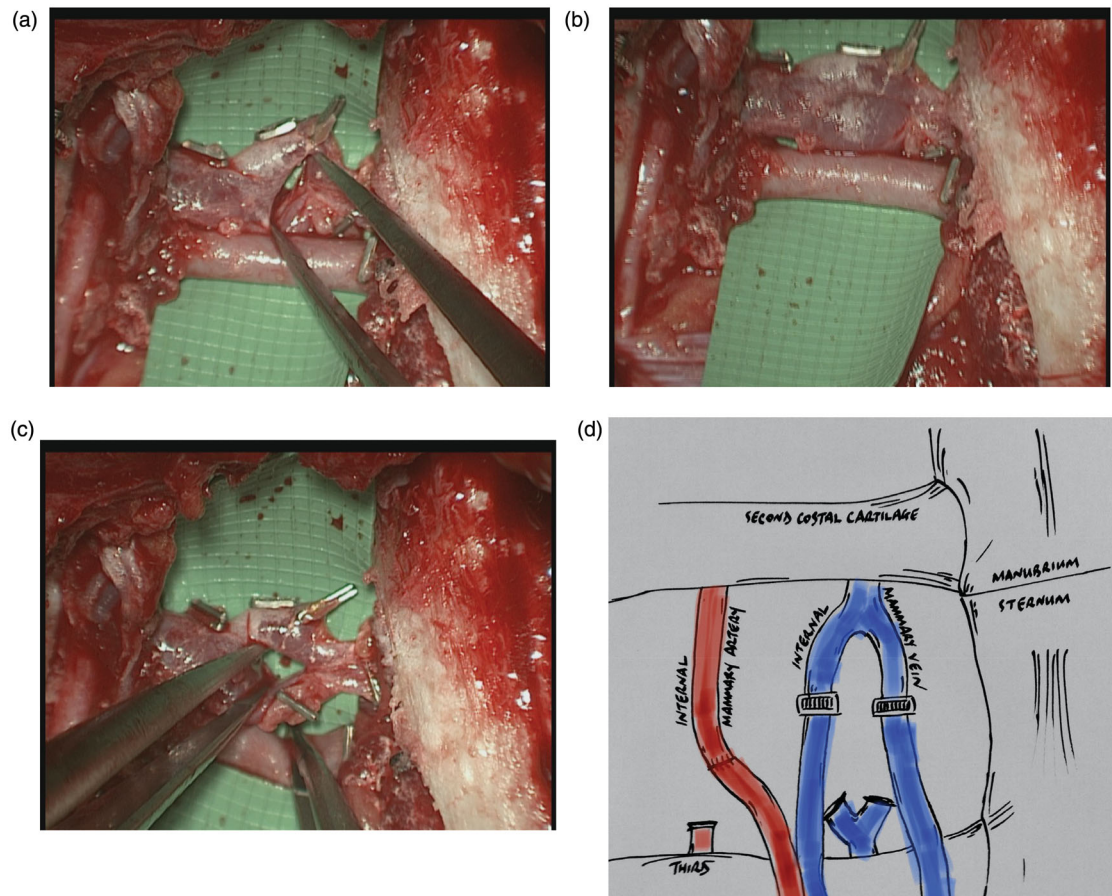 (a)
(b)
(c)
(d)
SECOND COSTAL CARTILAGE
MANUBRIUM
STERNUM
INTERNAL
MAMMARY ARTERY
INTERNAL
MAMMARY VEIN
THIRD